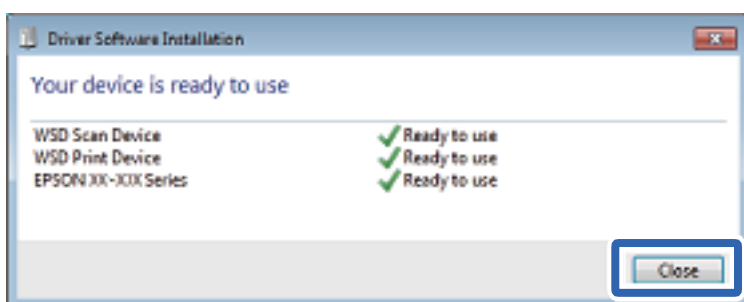 Driver Software Installation
Your device is ready to use
WSD Scan Device Ready to use
WSD Print Device Ready to use
EPSON XX-XXX Series Ready to use
Close